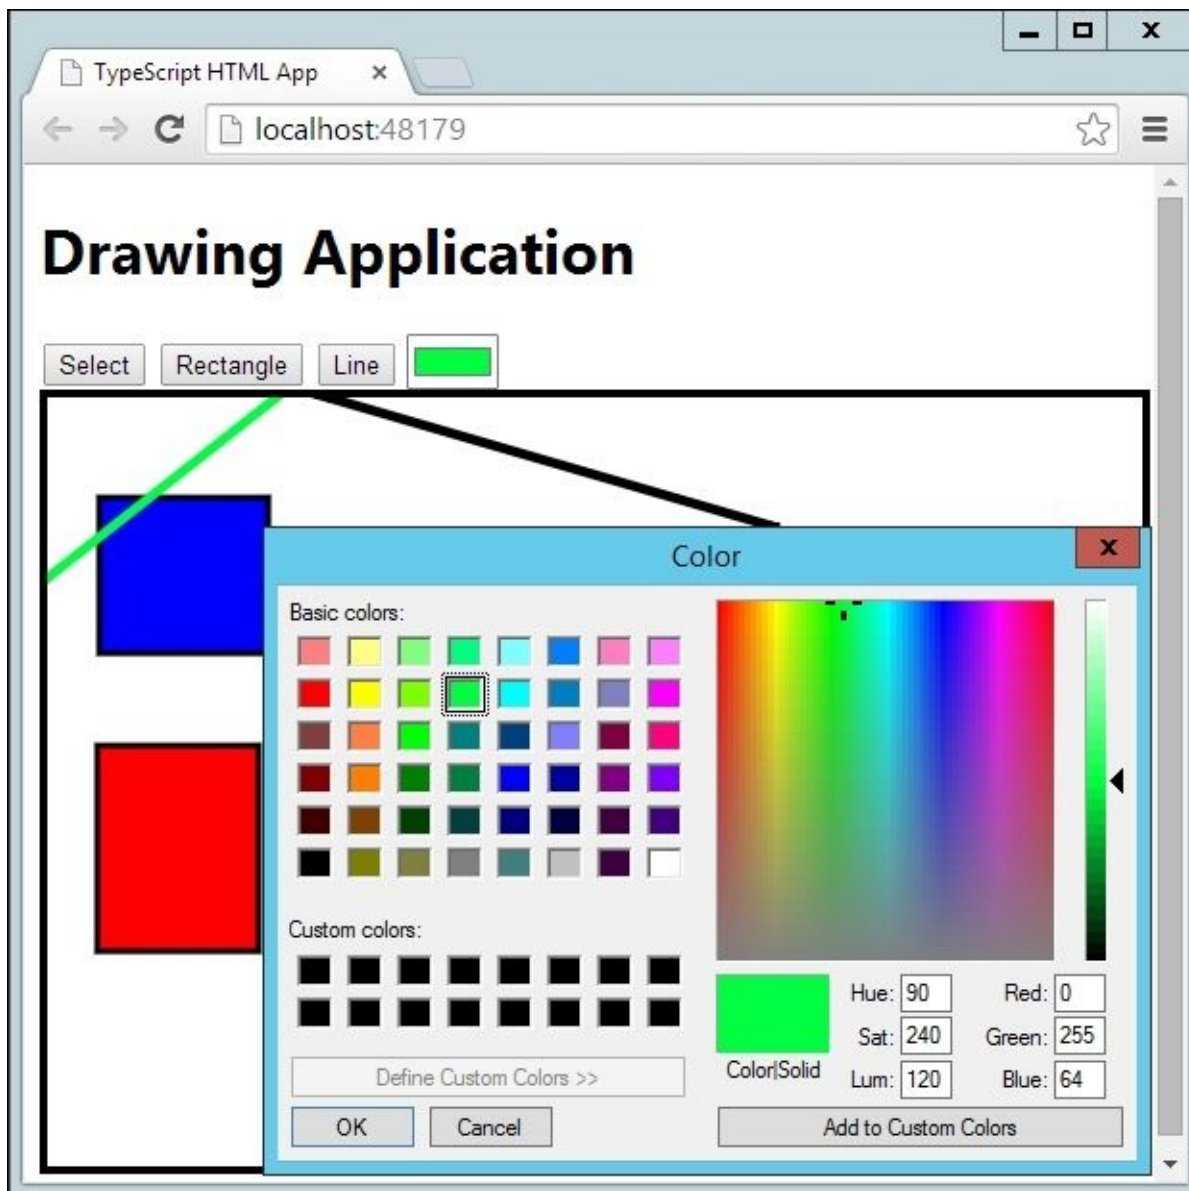 TypeScript HTML App
localhost:48179
Drawing Application
Select Rectangle Line
Color
Basic colors:
Custom colors:
Define Custom Colors >>
OK Cancel
Color|Solid
Hue: 90 Red: 0
Sat: 240 Green: 255
Lum: 120 Blue: 64
Add to Custom Colors